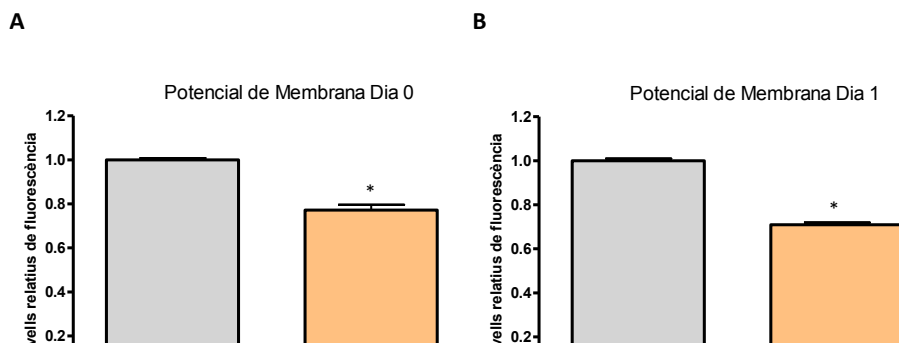 A
B
Potencial de Membrana Dia 0
1.2
1.0
0.8
0.6
0.4
0.2
relatius de fluorescència
*
Potencial de Membrana Dia 1
1.2
1.0
0.8
0.6
0.4
0.2
relatius de fluorescència
*